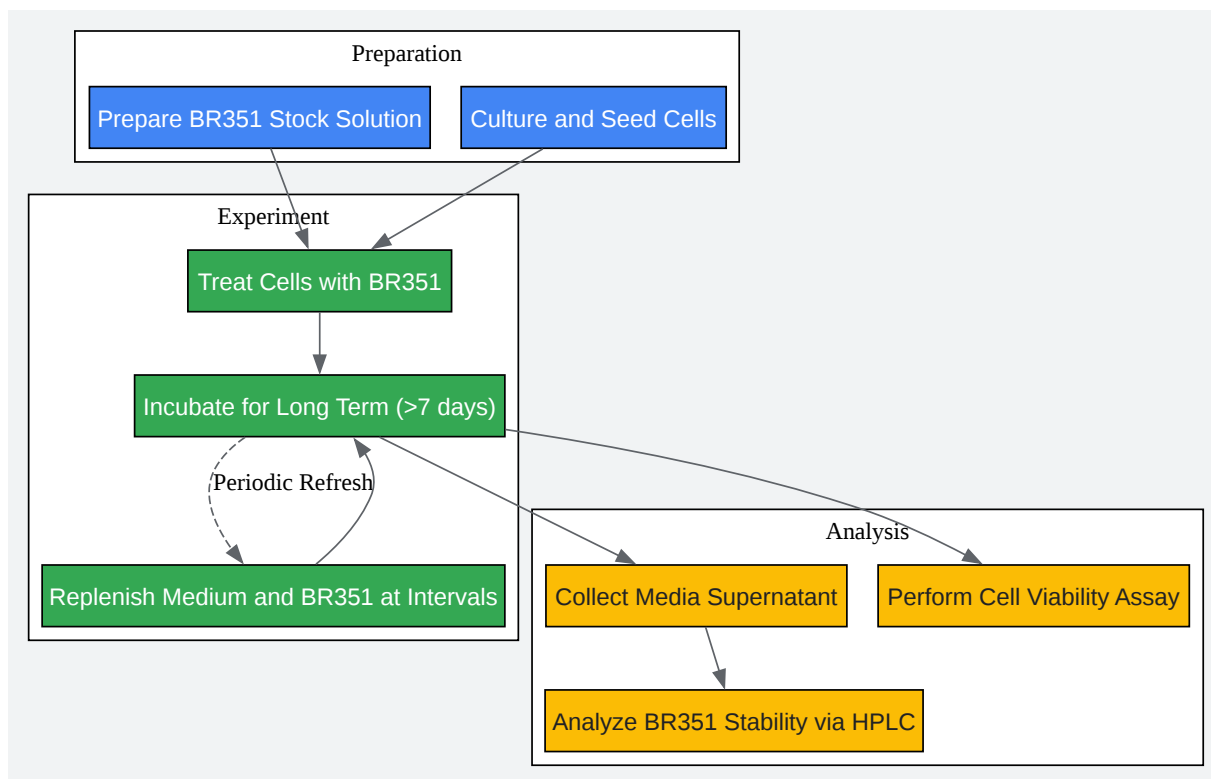 Preparation
Prepare BR351 Stock Solution
Culture and Seed Cells
Experiment
Treat Cells with BR351
Incubate for Long Term (>7 days)
Periodic Refresh
Replenish Medium and BR351 at Intervals
Analysis
Collect Media Supernatant
Perform Cell Viability Assay
Analyze BR351 Stability via HPLC